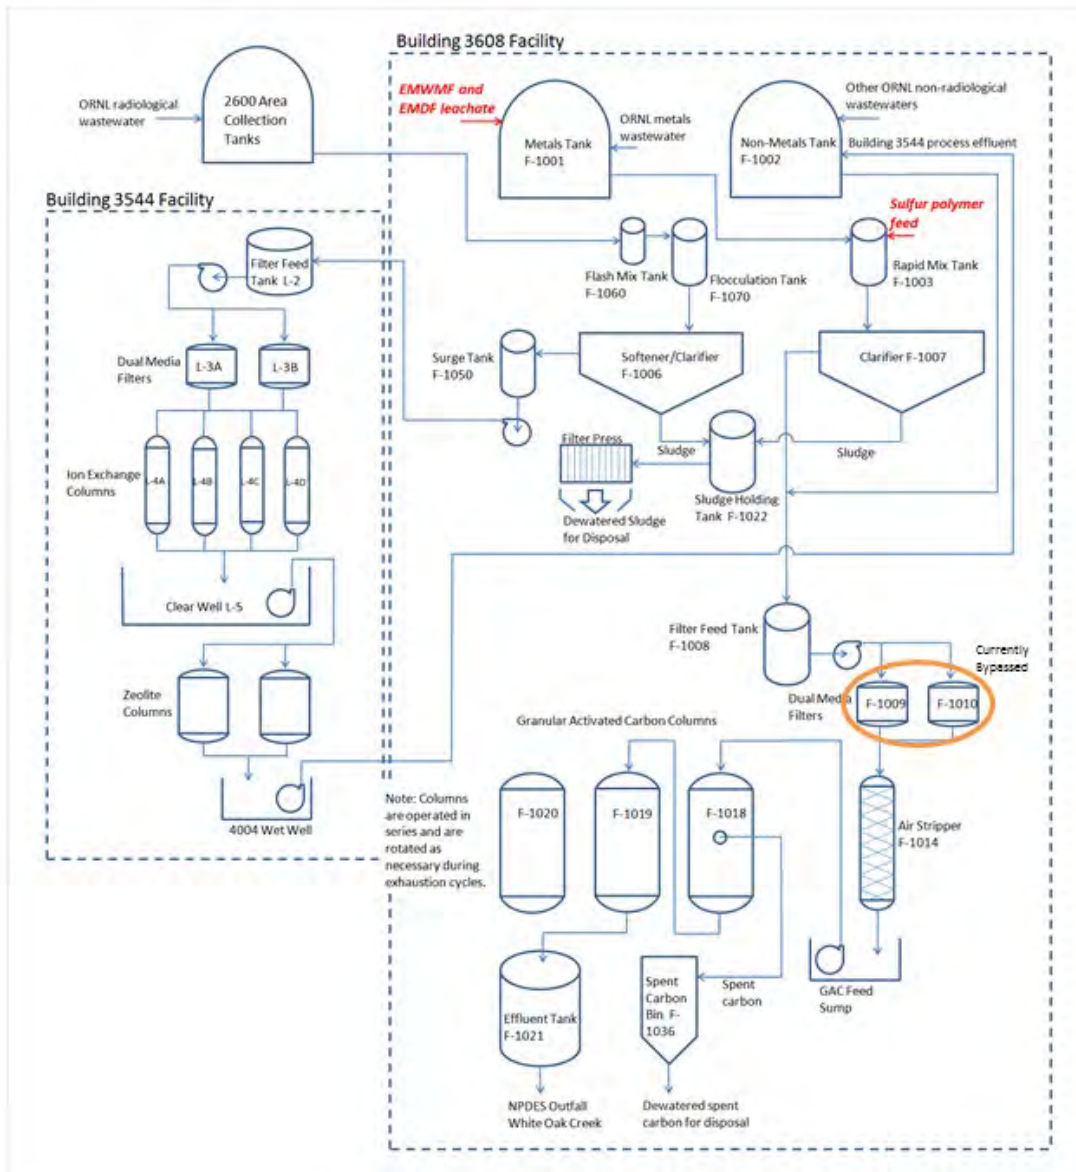 Building 3608 Facility
EMWMF and
EMDF leachate
Other ORNL non-radiological
wastewaters
ORNL radiological
wastewater
2600 Area
Collection
Tanks
ORNL metals
wastewater
Metals Tank
F-1001
Non-Metals Tank
F-1002
Building 3544 process effluent
Building 3544 Facility
Sulfur polymer
feed
Filter Feed
Tank L-2
Flash Mix Tank
F-1060
Flocculation Tank
F-1070
Rapid Mix Tank
F-1003
Dual Media
Filters
L-3A
L-3B
Surge Tank
F-1050
Softener/Clarifier
F-1006
Clarifier F-1007
Ion Exchange
Columns
L-4A
L-4B
L-4C
L-4D
Filter Press
Sludge
Sludge
Sludge Holding
Tank F-1022
Dewatered Sludge
for Disposal
Clear Well L-5
Filter Feed Tank
F-1008
Currently
Bypassed
Zeolite
Columns
Dual Media
Filters
F-1009
F-1010
Granular Activated Carbon Columns
Note: Columns
are operated in
series and are
rotated as
necessary during
exhaustion cycles.
F-1020
F-1019
F-1018
Air Stripper
F-1014
4004 Wet Well
Effluent Tank
F-1021
Spent
Carbon
Bin F-
1036
Spent
carbon
GAC Feed
Sump
NPDES Outfall
White Oak Creek
Dewatered spent
carbon for disposal